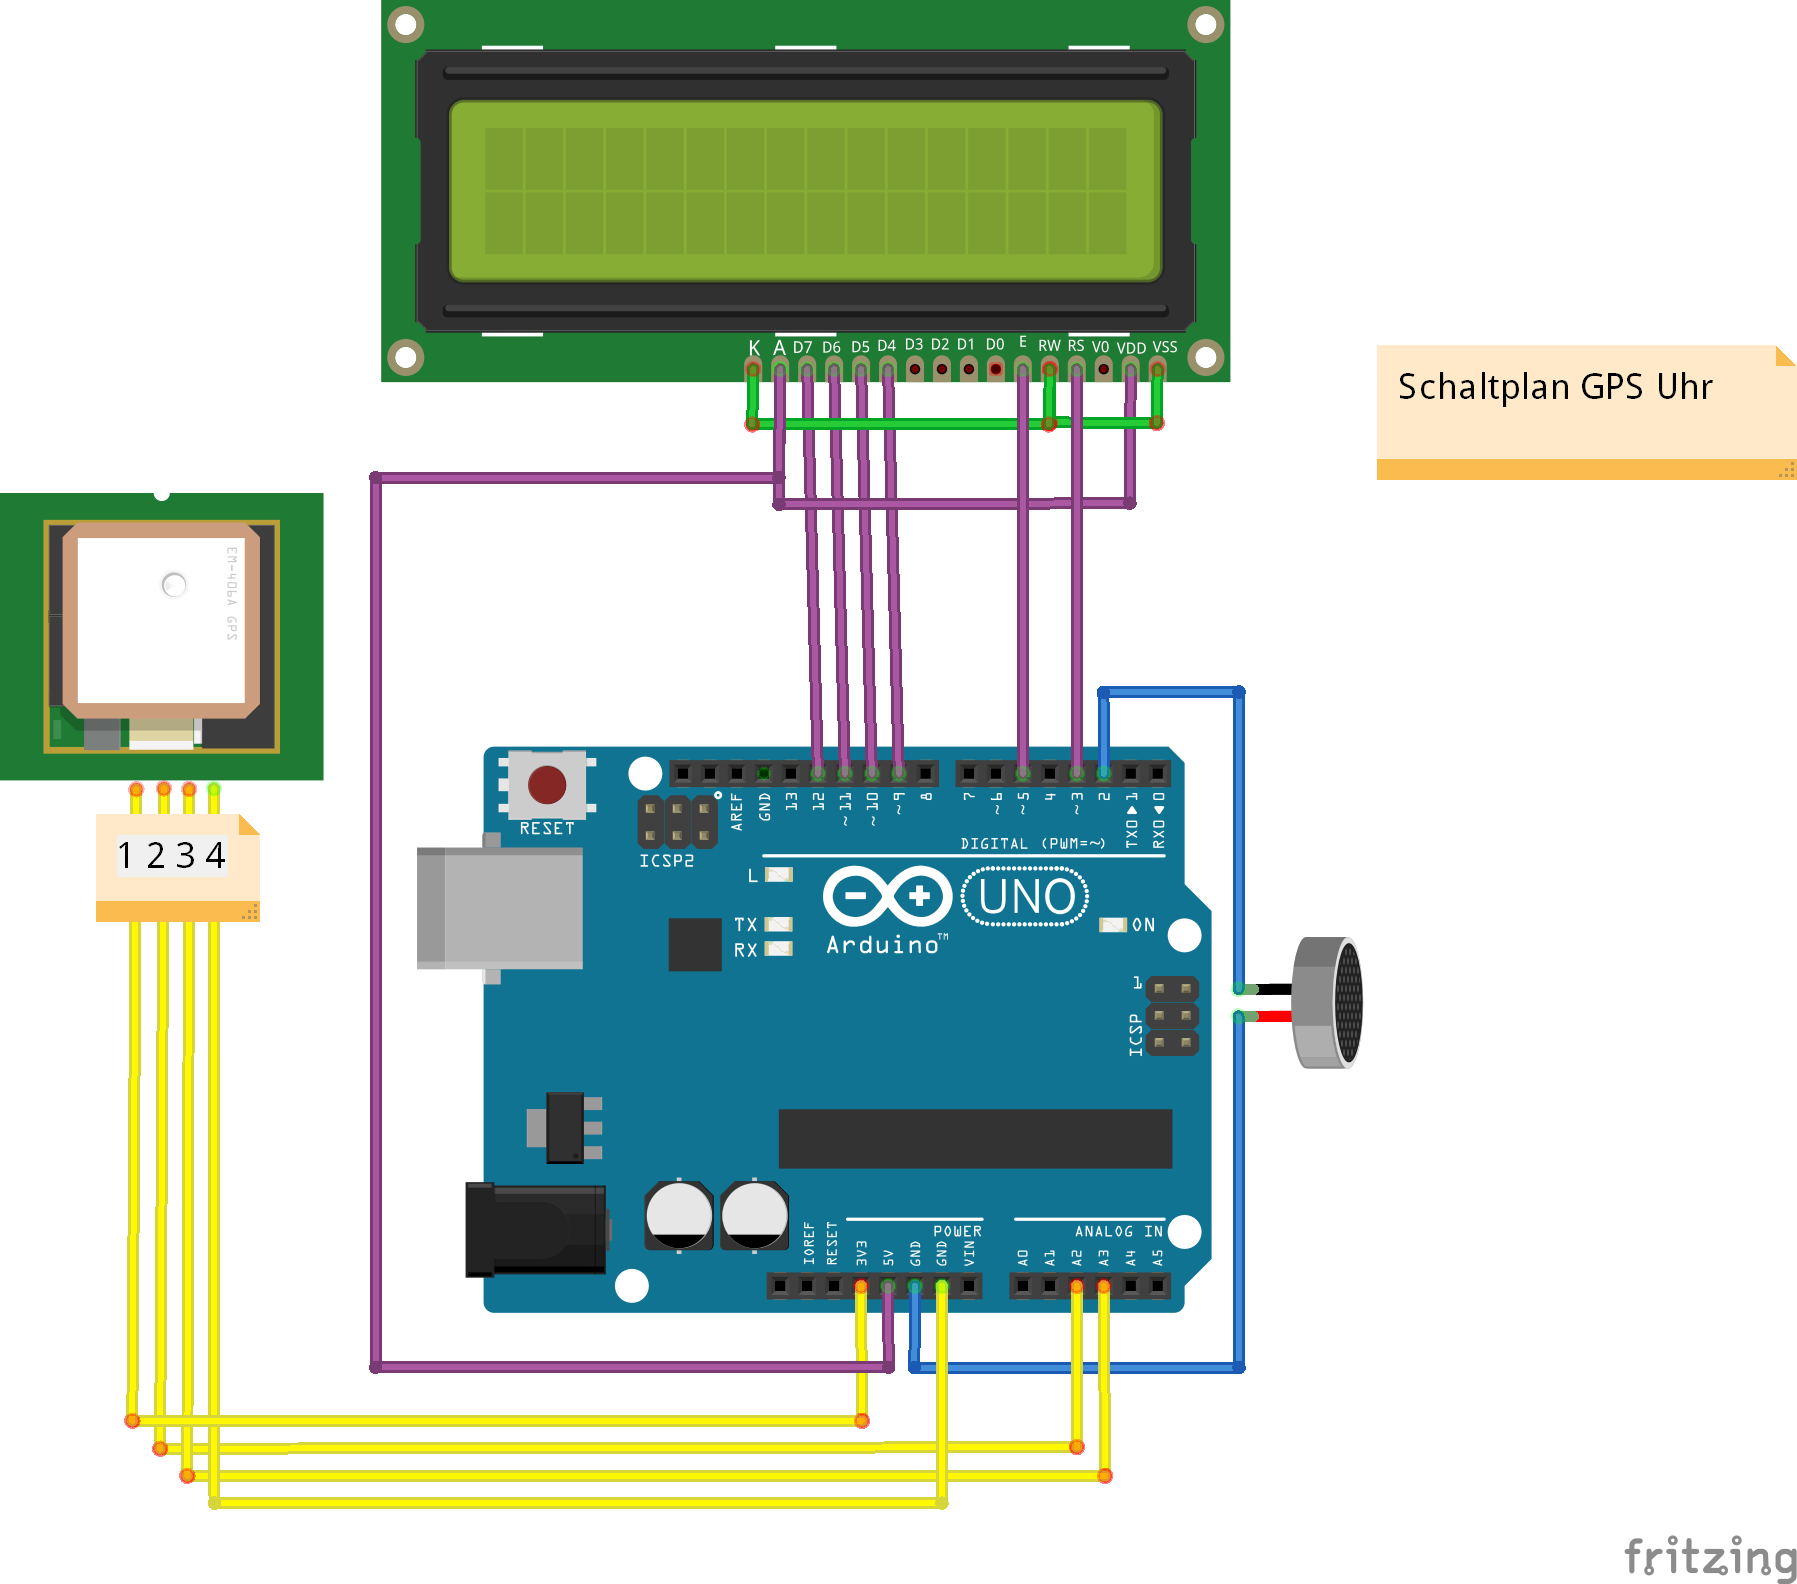 K A D7 D6 D5 D4 D3 D2 D1 D0 E RW RS V0 VDD VSS
Schaltplan GPS Uhr
EM-406A GPS
1 2 3 4
RESET
ICSP2
AREF
GND
13
12
~11
~10
~9
8
7
~6
~5
4
~3
2
TX0▶1
RX0◀0
DIGITAL (PWM=~)
L
TX
RX
UNO
Arduino™
ON
1
ICSP
POWER
ANALOG IN
IOREF
RESET
3V3
5V
GND
GND
VIN
A0
A1
A2
A3
A4
A5
fritzing